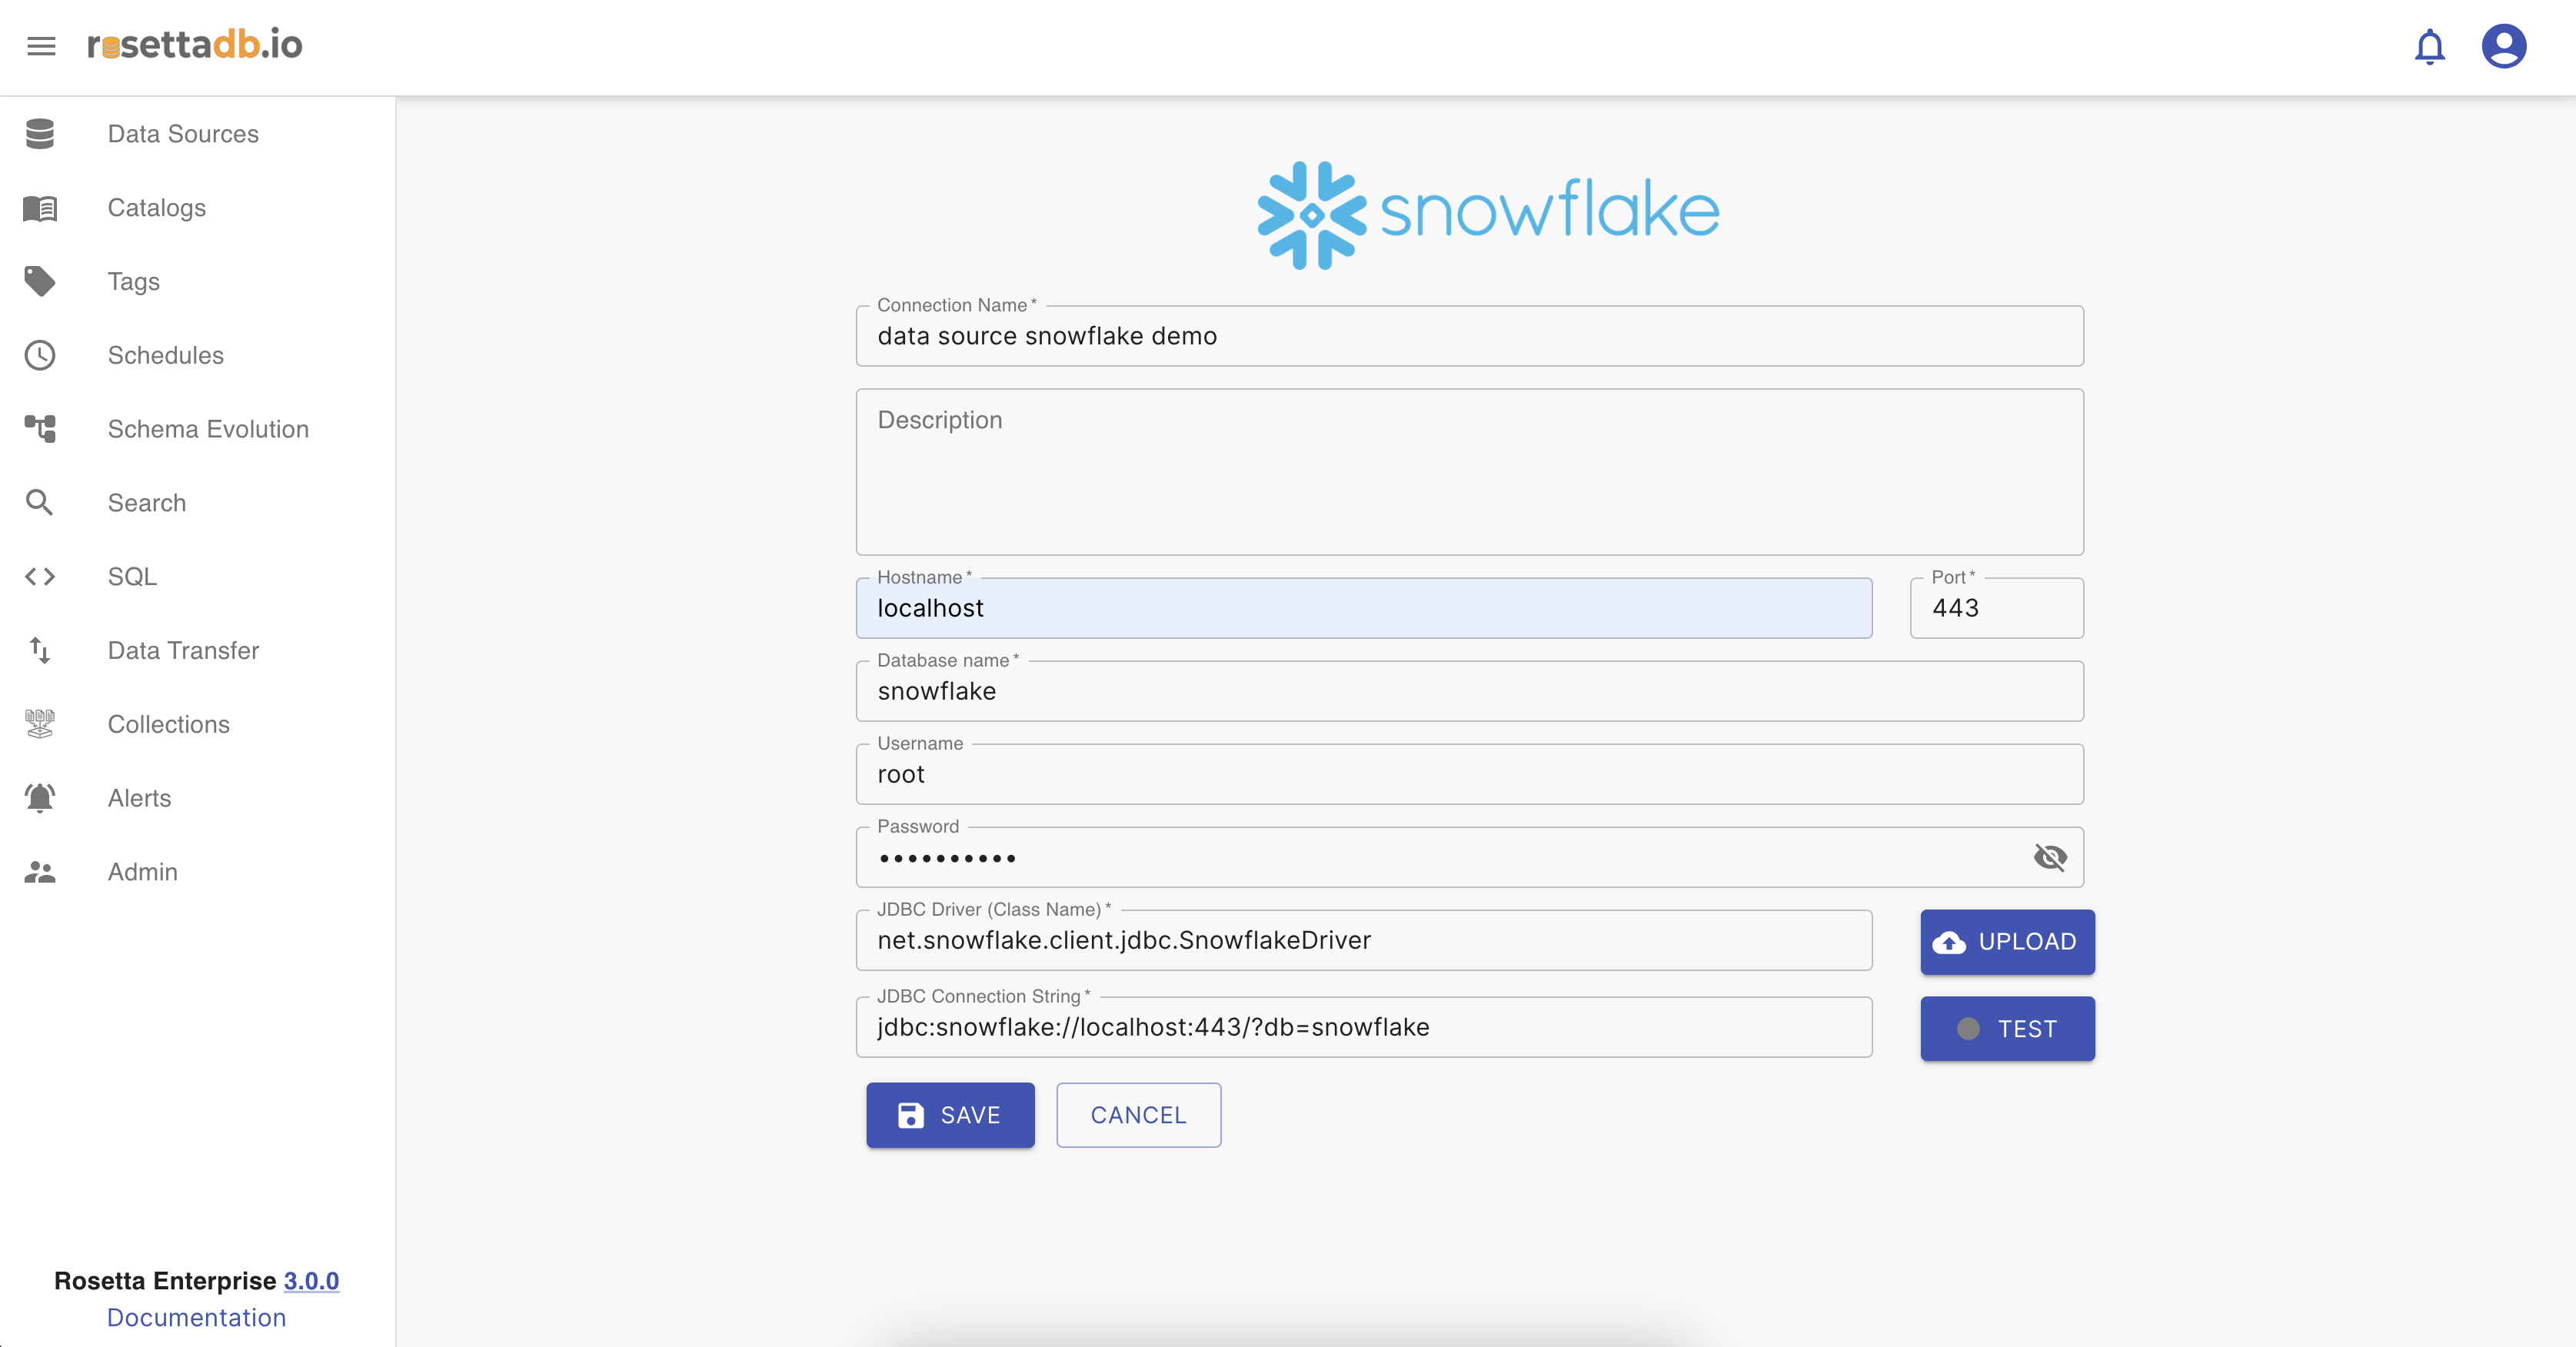 rosettadb.io
Data Sources
Catalogs
Tags
Schedules
Schema Evolution
Search
SQL
Data Transfer
Collections
Alerts
Admin
Rosetta Enterprise 3.0.0
Documentation
snowflake
Connection Name *
data source snowflake demo
Description
Hostname *
localhost
Port *
443
Database name *
snowflake
Username
root
Password
••••••••••
JDBC Driver (Class Name) *
net.snowflake.client.jdbc.SnowflakeDriver
UPLOAD
JDBC Connection String *
jdbc:snowflake://localhost:443/?db=snowflake
TEST
SAVE
CANCEL